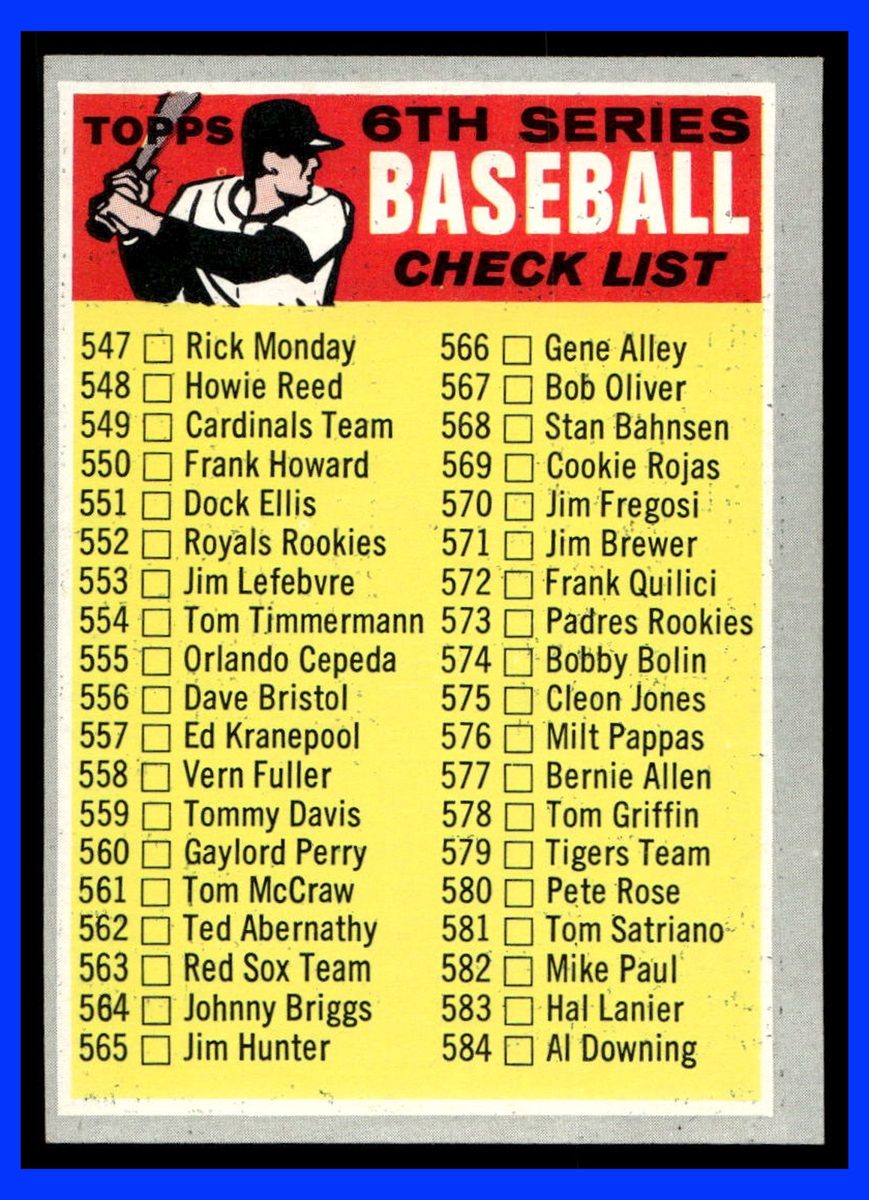 TOPPS
6TH SERIES
BASEBALL
CHECK LIST
547 Rick Monday
548 Howie Reed
549 Cardinals Team
550 Frank Howard
551 Dock Ellis
552 Royals Rookies
553 Jim Lefebvre
554 Tom Timmermann
555 Orlando Cepeda
556 Dave Bristol
557 Ed Kranepool
558 Vern Fuller
559 Tommy Davis
560 Gaylord Perry
561 Tom McCraw
562 Ted Abernathy
563 Red Sox Team
564 Johnny Briggs
565 Jim Hunter
566 Gene Alley
567 Bob Oliver
568 Stan Bahnsen
569 Cookie Rojas
570 Jim Fregosi
571 Jim Brewer
572 Frank Quilici
573 Padres Rookies
574 Bobby Bolin
575 Cleon Jones
576 Milt Pappas
577 Bernie Allen
578 Tom Griffin
579 Tigers Team
580 Pete Rose
581 Tom Satriano
582 Mike Paul
583 Hal Lanier
584 Al Downing